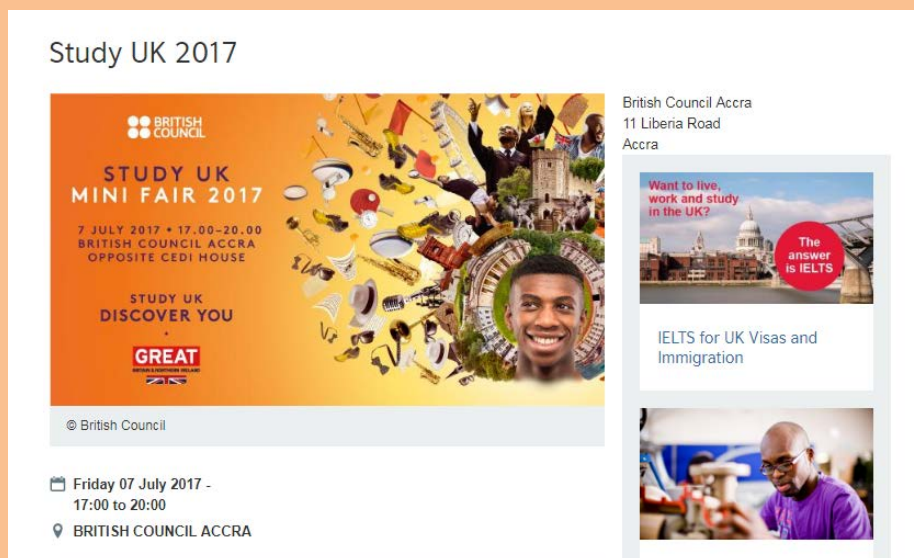 Study UK 2017
BRITISH
COUNCIL
STUDY UK
MINI FAIR 2017
7 JULY 2017 • 17.00–20.00
BRITISH COUNCIL ACCRA
OPPOSITE CEDI HOUSE
STUDY UK
DISCOVER YOU
GREAT
BRITAIN & NORTHERN IRELAND
© British Council
Friday 07 July 2017 -
17:00 to 20:00
BRITISH COUNCIL ACCRA
British Council Accra
11 Liberia Road
Accra
Want to live,
work and study
in the UK?
The
answer
is IELTS
IELTS for UK Visas and
Immigration